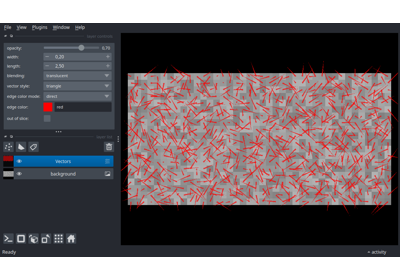 File View Plugins Window Help
opacity: 0.70
width: 0.20
length: 2.50
blending: translucent
vector style: triangle
edge color mode: direct
edge color: red
out of slice:
Vectors
background
Ready
activity